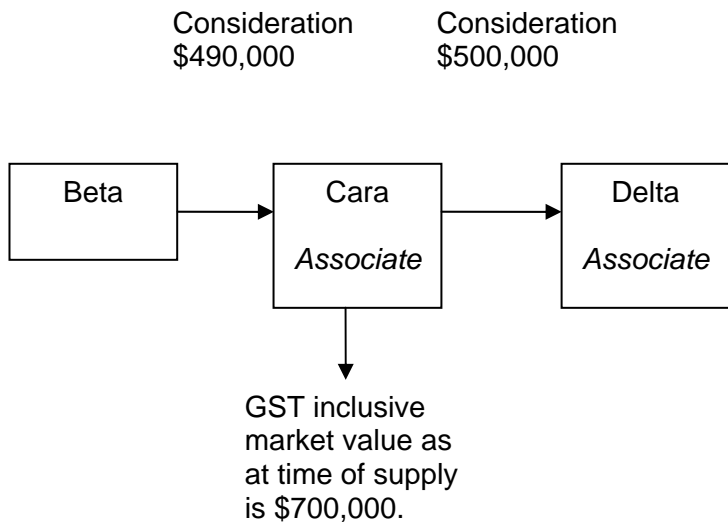 Consideration
$490,000
Consideration
$500,000
Beta
Cara
Associate
Delta
Associate
GST inclusive
market value as
at time of supply
is $700,000.